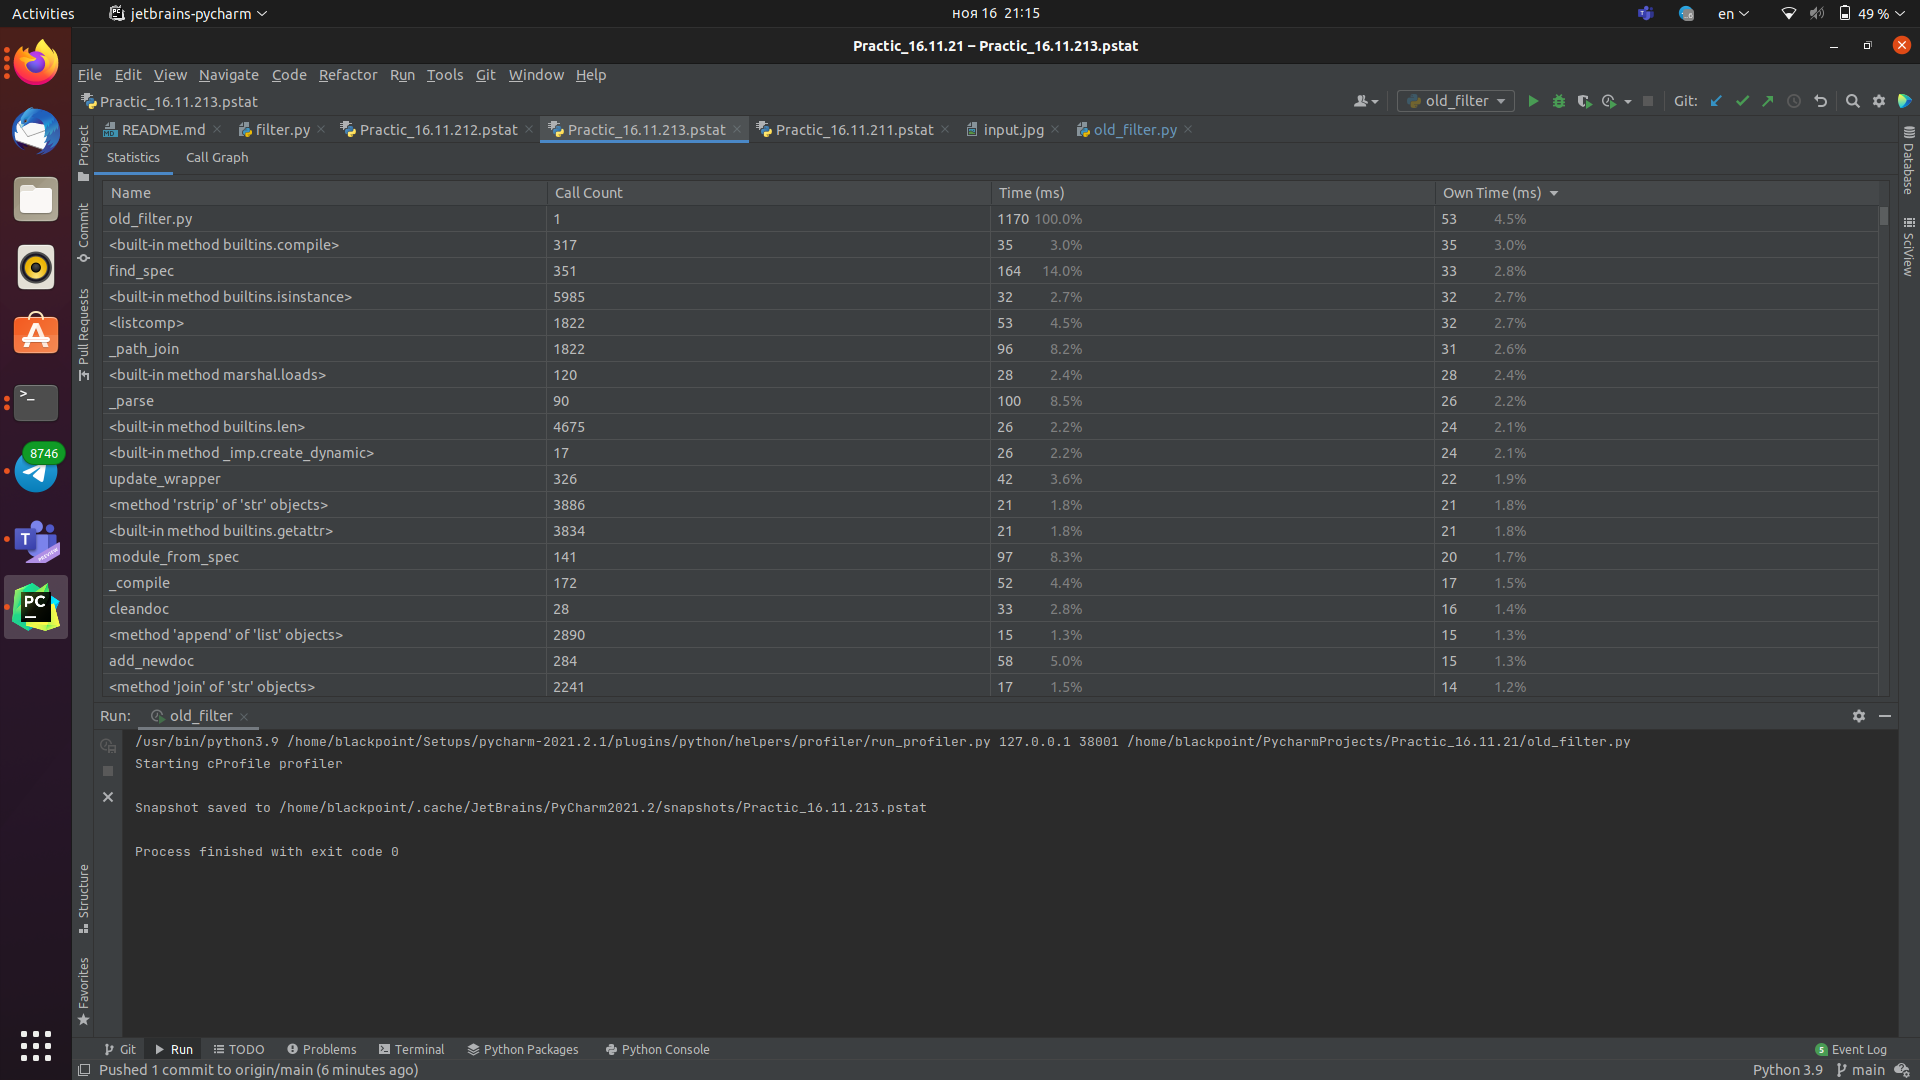 Activities
jetbrains-pycharm
ноя 16 21:15
en
49 %
Practic_16.11.21 – Practic_16.11.213.pstat
File Edit View Navigate Code Refactor Run Tools Git Window Help
Practic_16.11.213.pstat
old_filter
Git:
README.md
filter.py
Practic_16.11.212.pstat
Practic_16.11.213.pstat
Practic_16.11.211.pstat
input.jpg
old_filter.py
Statistics
Call Graph
Name Call Count Time (ms) Own Time (ms)
old_filter.py 1 1170 100.0% 53 4.5%
<built-in method builtins.compile> 317 35 3.0% 35 3.0%
find_spec 351 164 14.0% 33 2.8%
<built-in method builtins.isinstance> 5985 32 2.7% 32 2.7%
<listcomp> 1822 53 4.5% 32 2.7%
_path_join 1822 96 8.2% 31 2.6%
<built-in method marshal.loads> 120 28 2.4% 28 2.4%
_parse 90 100 8.5% 26 2.2%
<built-in method builtins.len> 4675 26 2.2% 24 2.1%
<built-in method _imp.create_dynamic> 17 26 2.2% 24 2.1%
update_wrapper 326 42 3.6% 22 1.9%
<method 'rstrip' of 'str' objects> 3886 21 1.8% 21 1.8%
<built-in method builtins.getattr> 3834 21 1.8% 21 1.8%
module_from_spec 141 97 8.3% 20 1.7%
_compile 172 52 4.4% 17 1.5%
cleandoc 28 33 2.8% 16 1.4%
<method 'append' of 'list' objects> 2890 15 1.3% 15 1.3%
add_newdoc 284 58 5.0% 15 1.3%
<method 'join' of 'str' objects> 2241 17 1.5% 14 1.2%
Project
Commit
Pull Requests
Structure
Favorites
Database
SciView
8746
T
PREVIEW
PC
Run:
old_filter
/usr/bin/python3.9 /home/blackpoint/Setups/pycharm-2021.2.1/plugins/python/helpers/profiler/run_profiler.py 127.0.0.1 38001 /home/blackpoint/PycharmProjects/Practic_16.11.21/old_filter.py
Starting cProfile profiler
Snapshot saved to /home/blackpoint/.cache/JetBrains/PyCharm2021.2/snapshots/Practic_16.11.213.pstat
Process finished with exit code 0
Git
Run
TODO
Problems
Terminal
Python Packages
Python Console
5
Event Log
Pushed 1 commit to origin/main (6 minutes ago)
Python 3.9
main